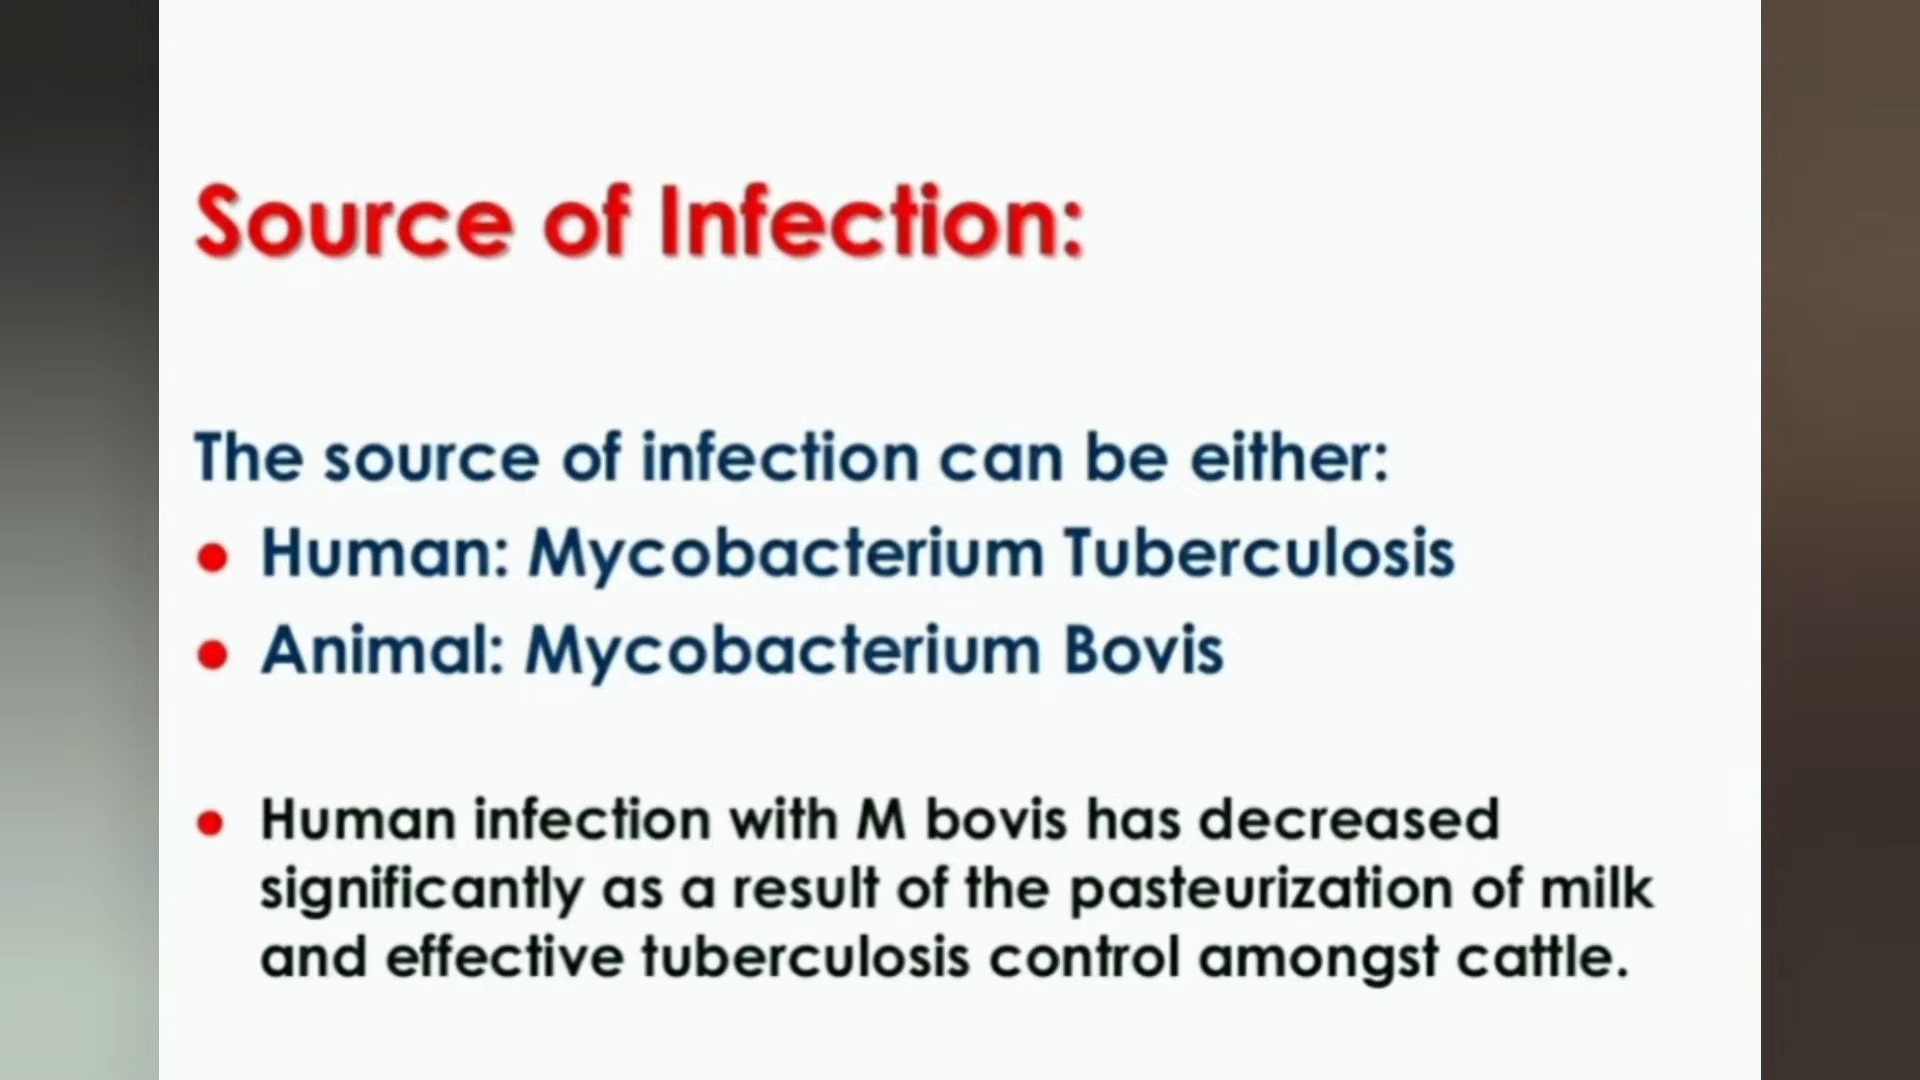 Source of Infection:
The source of infection can be either:
● Human: Mycobacterium Tuberculosis
● Animal: Mycobacterium Bovis
● Human infection with M bovis has decreased
significantly as a result of the pasteurization of milk
and effective tuberculosis control amongst cattle.